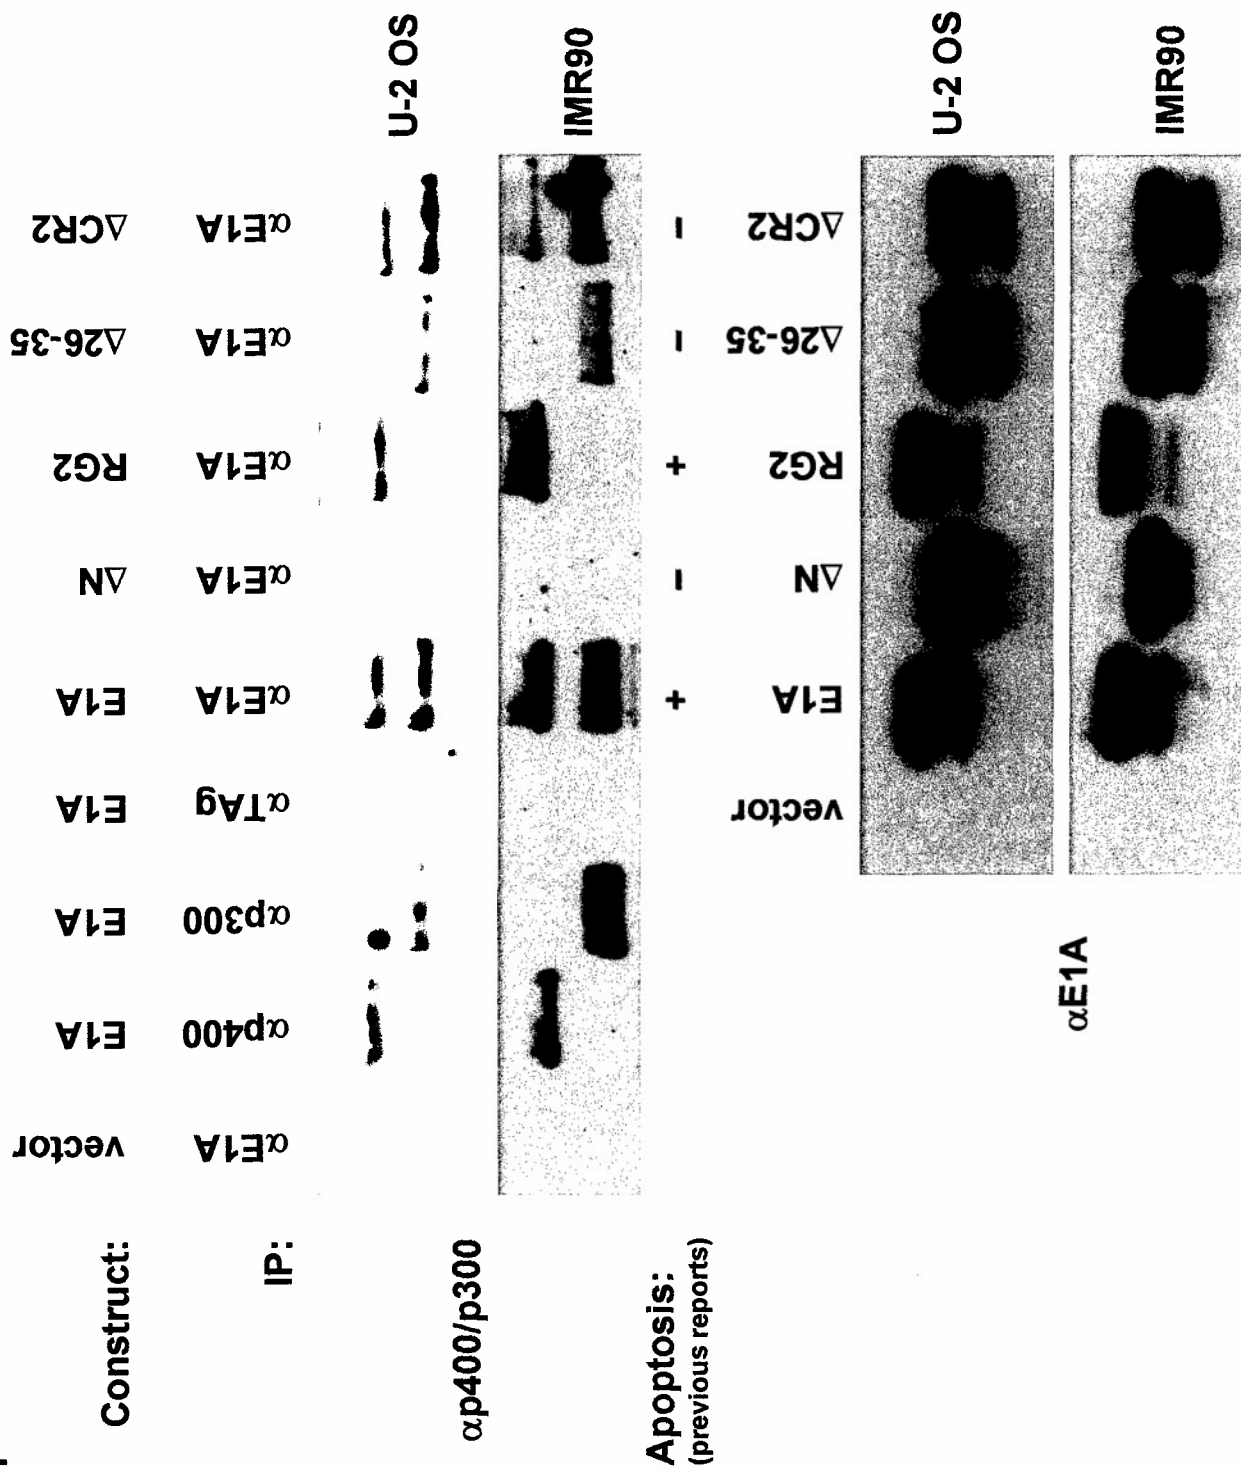 Construct: vector E1A E1A E1A E1A ΔN RG2 Δ26-35 ΔCR2
IP: αE1A αp400 αp300 αTAg αE1A αE1A αE1A αE1A αE1A
αp400/p300
U-2 OS
IMR90
Apoptosis: + - + - -
(previous reports)
vector E1A ΔN RG2 Δ26-35 ΔCR2
αE1A
U-2 OS
IMR90